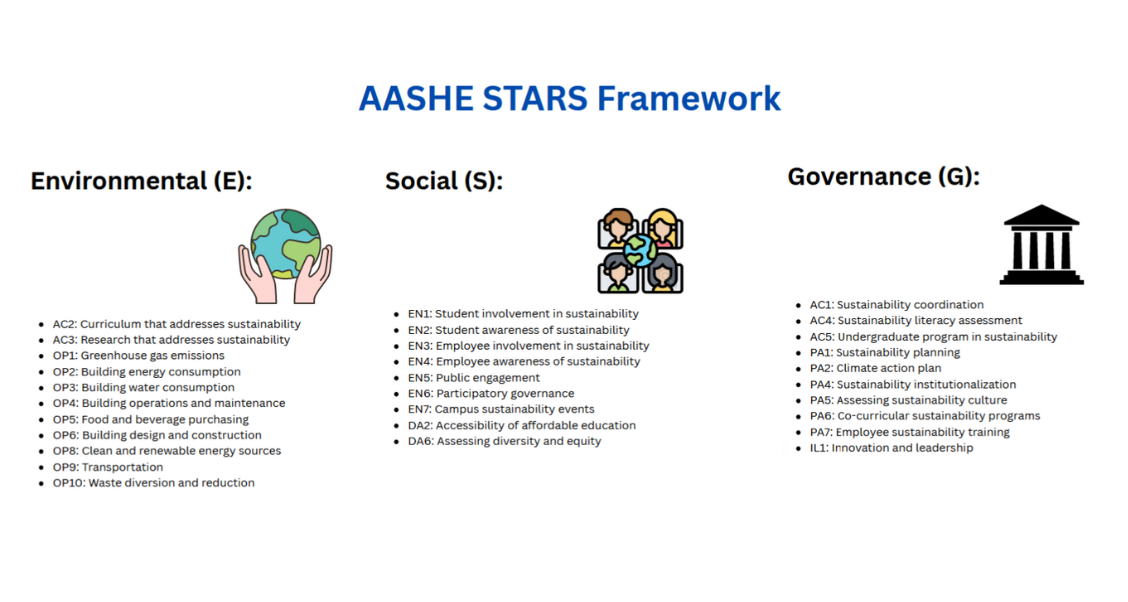 AASHE STARS Framework
Environmental (E):
• AC2: Curriculum that addresses sustainability
• AC3: Research that addresses sustainability
• OP1: Greenhouse gas emissions
• OP2: Building energy consumption
• OP3: Building water consumption
• OP4: Building operations and maintenance
• OP5: Food and beverage purchasing
• OP6: Building design and construction
• OP8: Clean and renewable energy sources
• OP9: Transportation
• OP10: Waste diversion and reduction
Social (S):
• EN1: Student involvement in sustainability
• EN2: Student awareness of sustainability
• EN3: Employee involvement in sustainability
• EN4: Employee awareness of sustainability
• EN5: Public engagement
• EN6: Participatory governance
• EN7: Campus sustainability events
• DA2: Accessibility of affordable education
• DA6: Assessing diversity and equity
Governance (G):
• AC1: Sustainability coordination
• AC4: Sustainability literacy assessment
• AC5: Undergraduate program in sustainability
• PA1: Sustainability planning
• PA2: Climate action plan
• PA4: Sustainability institutionalization
• PA5: Assessing sustainability culture
• PA6: Co-curricular sustainability programs
• PA7: Employee sustainability training
• IL1: Innovation and leadership